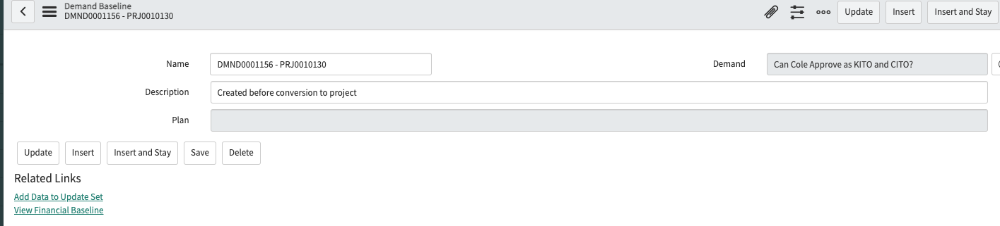 Demand Baseline
DMND0001156 - PRJ0010130
Update
Insert
Insert and Stay
Name
DMND0001156 - PRJ0010130
Demand
Can Cole Approve as KITO and CITO?
Description
Created before conversion to project
Plan
Update
Insert
Insert and Stay
Save
Delete
Related Links
Add Data to Update Set
View Financial Baseline